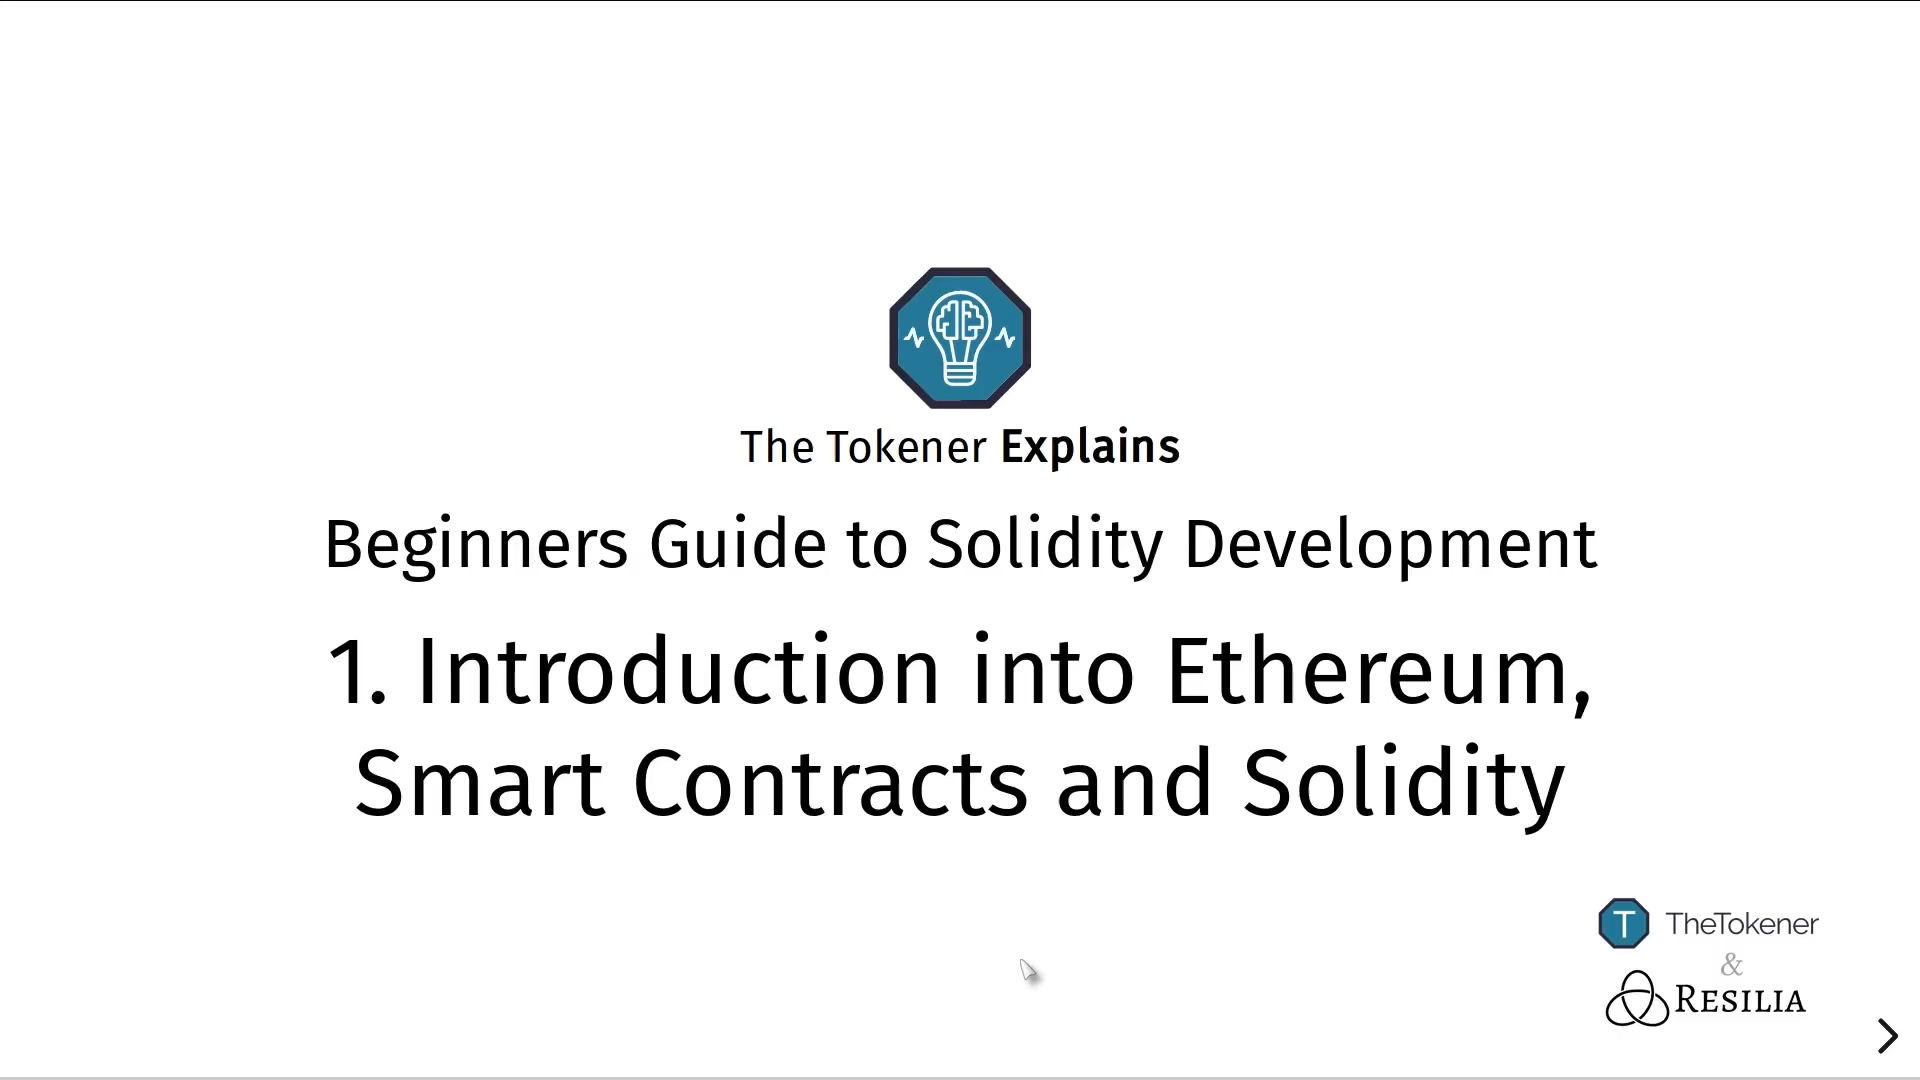 The Tokener Explains
Beginners Guide to Solidity Development
1. Introduction into Ethereum,
Smart Contracts and Solidity
T TheTokener
&
RESILIA